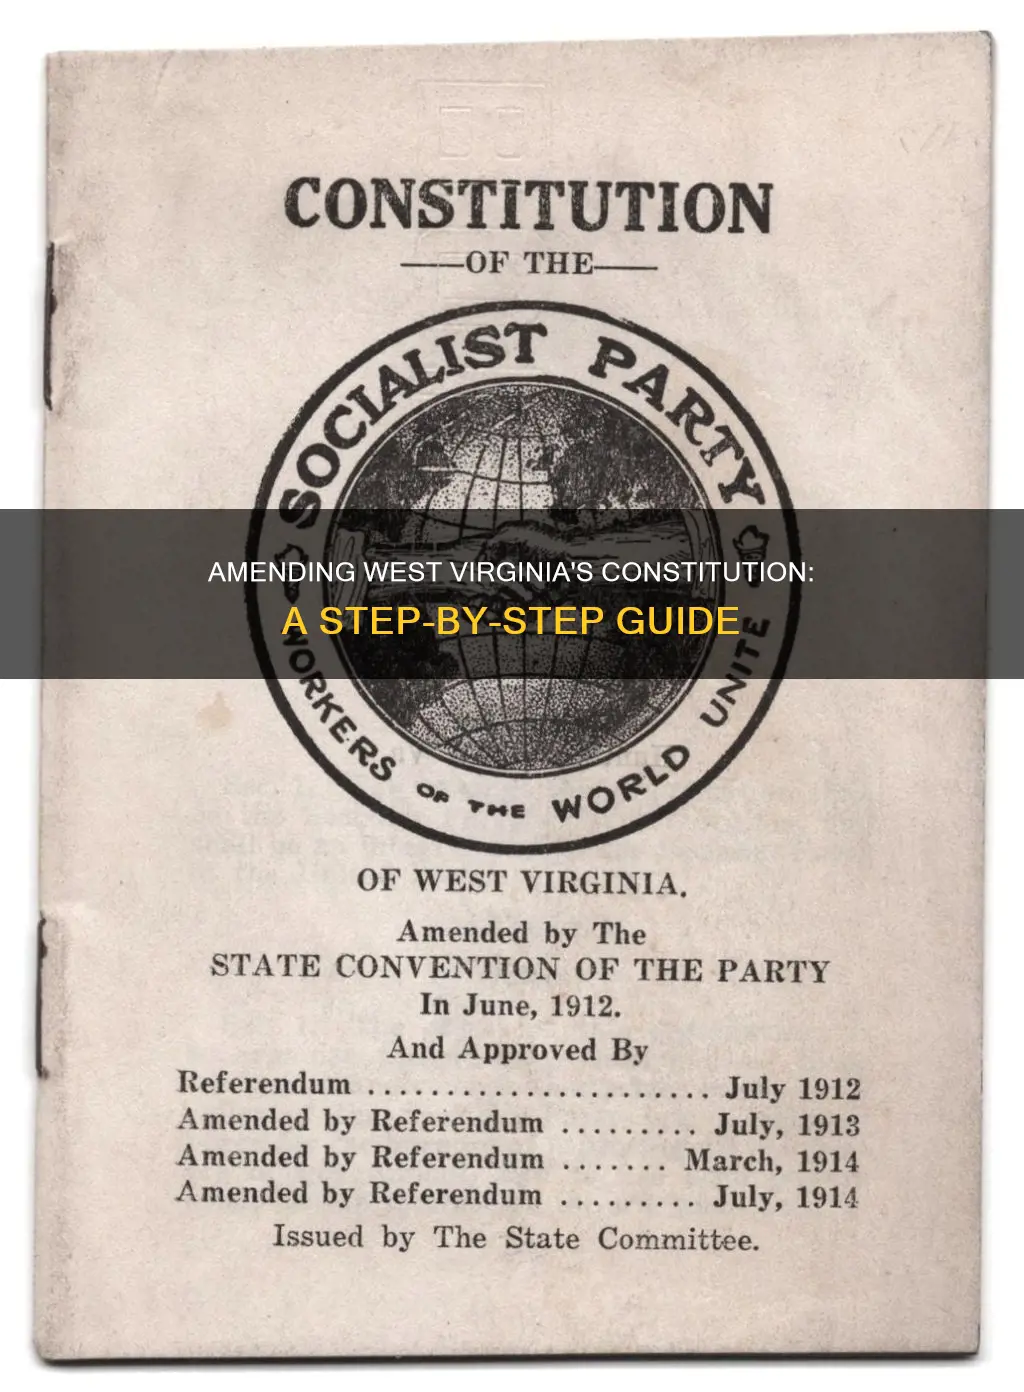 CONSTITUTION
OF THE
SOCIALIST PARTY
AMENDING WEST VIRGINIA'S CONSTITUTION:
A STEP-BY-STEP GUIDE
WORKERS OF THE WORLD UNITE
OF WEST VIRGINIA.
Amended by The
STATE CONVENTION OF THE PARTY
In June, 1912.
And Approved By
Referendum ....................... July 1912
Amended by Referendum ......... July, 1913
Amended by Referendum ....... March, 1914
Amended by Referendum ......... July, 1914
Issued by The State Committee.